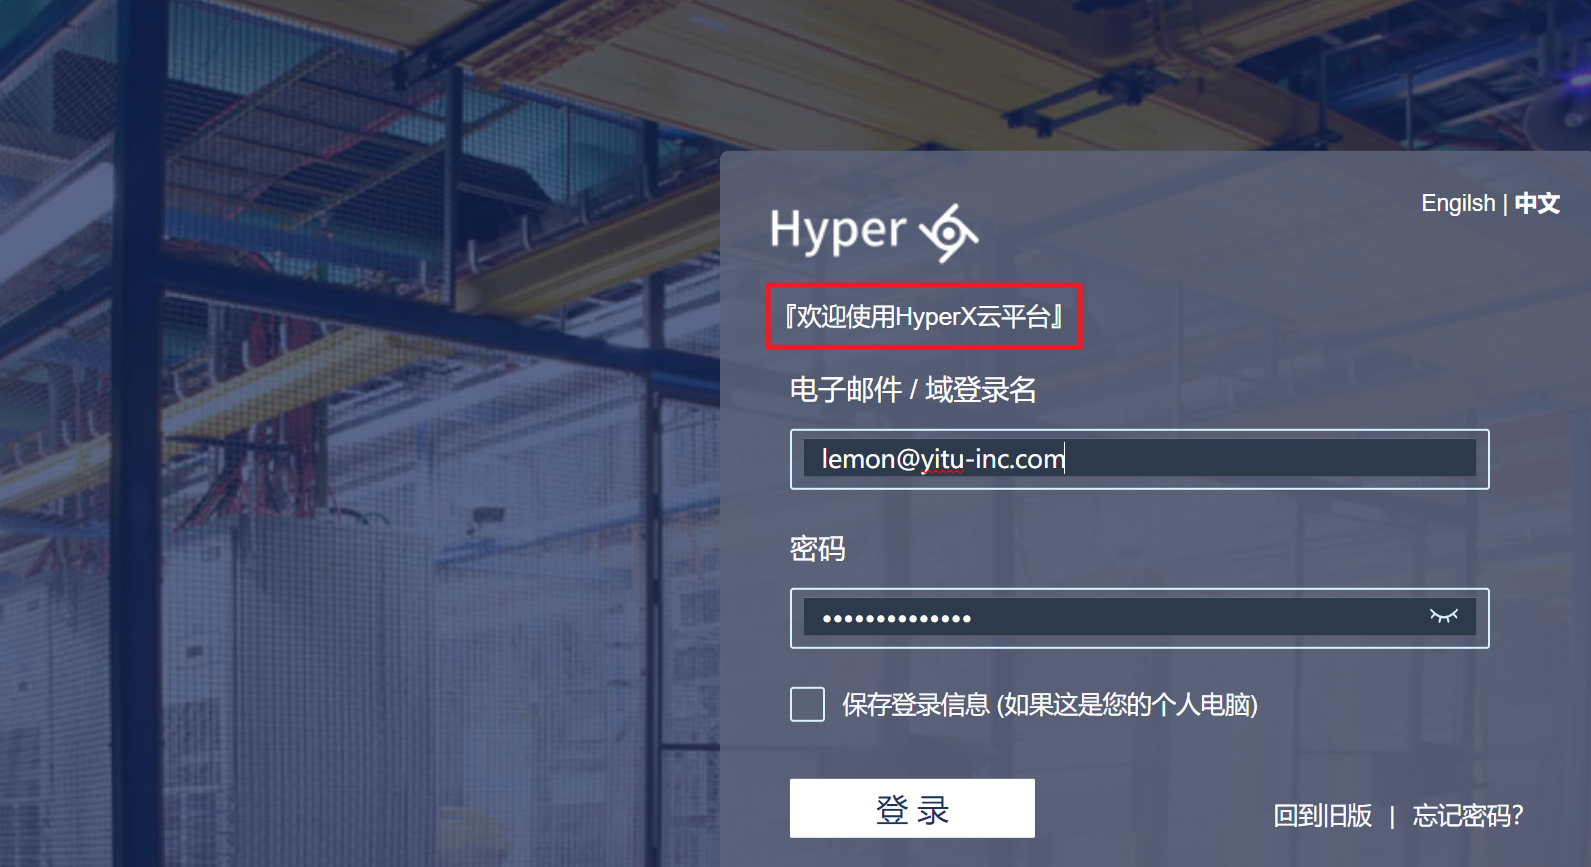 Engilsh | 中文
Hyper
『欢迎使用HyperX云平台』
电子邮件 / 域登录名
lemon@yitu-inc.com
密码
••••••••••••••
保存登录信息 (如果这是您的个人电脑)
登 录
回到旧版 | 忘记密码?